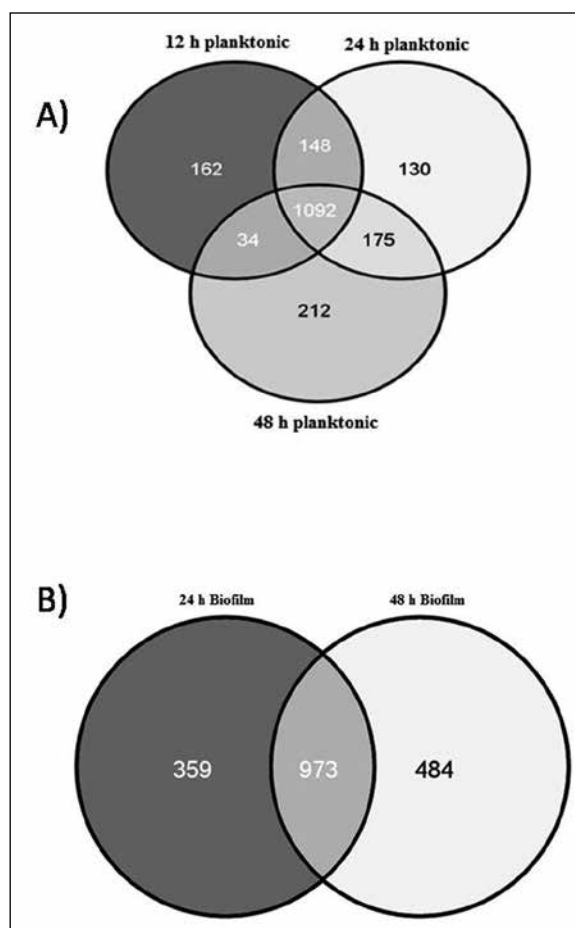 12 h planktonic 24 h planktonic
A)
148
162 130
1092
34 175
212
48 h planktonic
B)
24 h Biofilm 48 h Biofilm
359 973 484